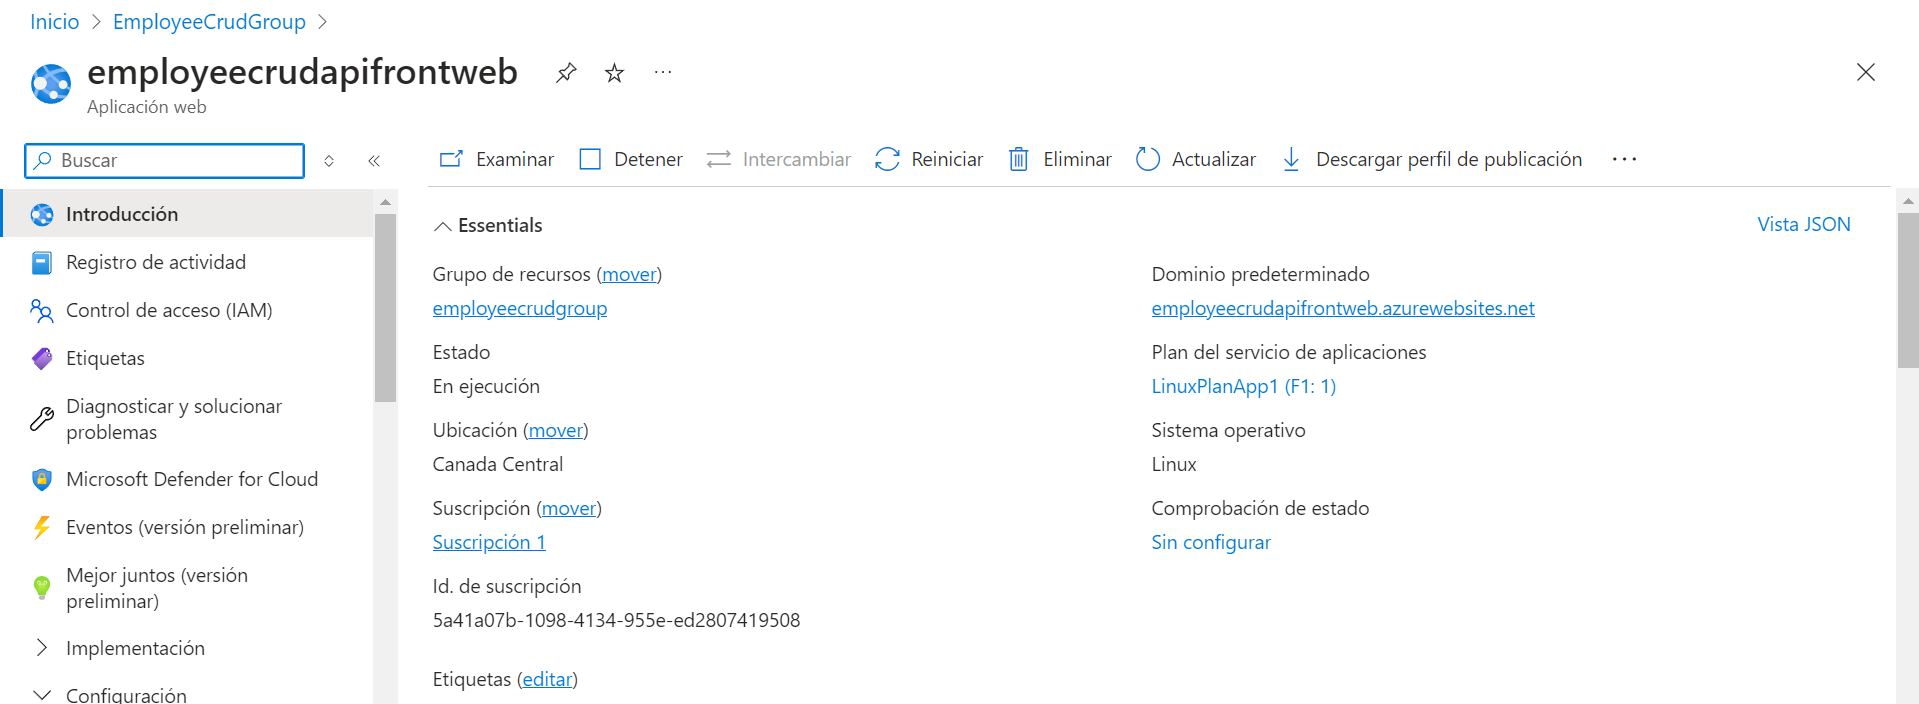 Inicio > EmployeeCrudGroup >
employeecrudapifrontweb
Aplicación web
Buscar
Examinar Detener Intercambiar Reiniciar Eliminar Actualizar Descargar perfil de publicación
Introducción
Registro de actividad
Control de acceso (IAM)
Etiquetas
Diagnosticar y solucionar
problemas
Microsoft Defender for Cloud
Eventos (versión preliminar)
Mejor juntos (versión
preliminar)
Implementación
Configuración
Essentials
Vista JSON
Grupo de recursos (mover)
employeecrudgroup
Estado
En ejecución
Ubicación (mover)
Canada Central
Suscripción (mover)
Suscripción 1
Id. de suscripción
5a41a07b-1098-4134-955e-ed2807419508
Etiquetas (editar)
Dominio predeterminado
employeecrudapifrontweb.azurewebsites.net
Plan del servicio de aplicaciones
LinuxPlanApp1 (F1: 1)
Sistema operativo
Linux
Comprobación de estado
Sin configurar